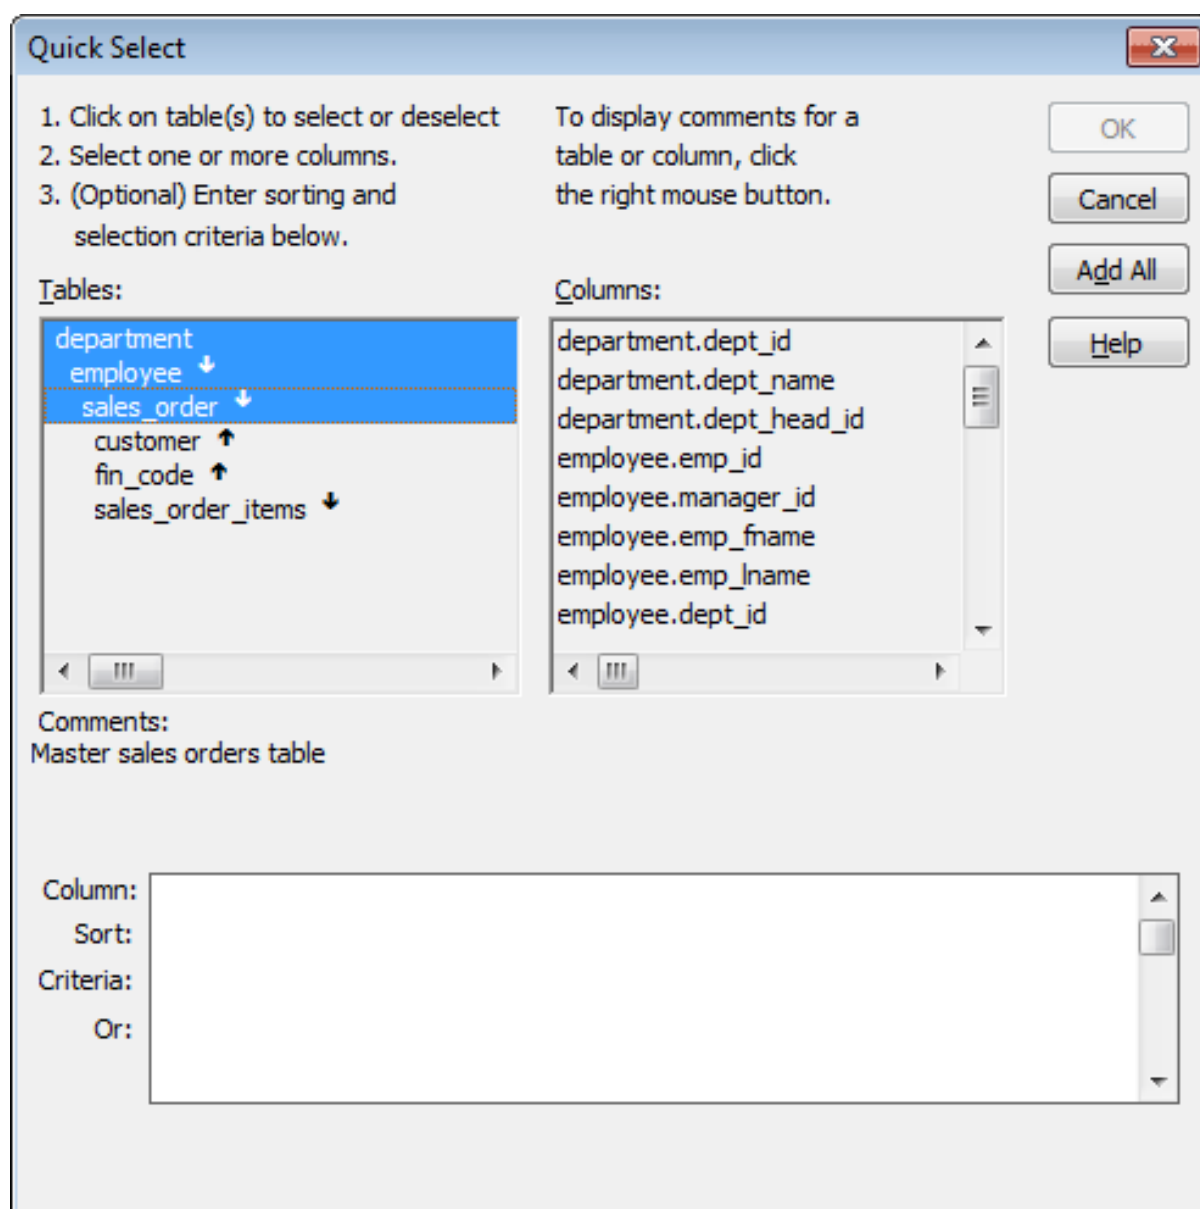 Quick Select
1. Click on table(s) to select or deselect
2. Select one or more columns.
3. (Optional) Enter sorting and
selection criteria below.
To display comments for a
table or column, click
the right mouse button.
OK
Cancel
Add All
Help
Tables:
department
employee
sales_order
customer
fin_code
sales_order_items
Columns:
department.dept_id
department.dept_name
department.dept_head_id
employee.emp_id
employee.manager_id
employee.emp_fname
employee.emp_lname
employee.dept_id
Comments:
Master sales orders table
Column:
Sort:
Criteria:
Or: